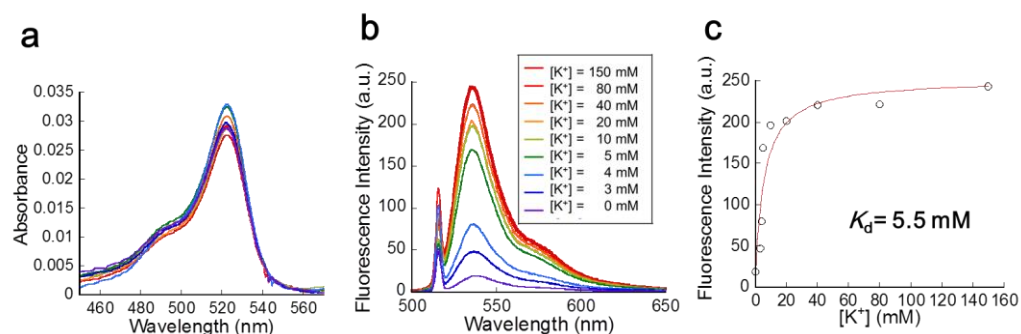 a
b
c
Absorbance
0.035
0.03
0.025
0.02
0.015
0.01
0.005
0
460 480 500 520 540 560
Wavelength (nm)
Fluorescence Intensity (a.u.)
250
200
150
100
50
0
500 550 600 650
Wavelength (nm)
[K⁺] = 150 mM
[K⁺] = 80 mM
[K⁺] = 40 mM
[K⁺] = 20 mM
[K⁺] = 10 mM
[K⁺] = 5 mM
[K⁺] = 4 mM
[K⁺] = 3 mM
[K⁺] = 0 mM
Fluorescence Intensity (a.u.)
250
200
150
100
50
0
0 20 40 60 80 100 120 140 160
[K⁺] (mM)
Kd= 5.5 mM